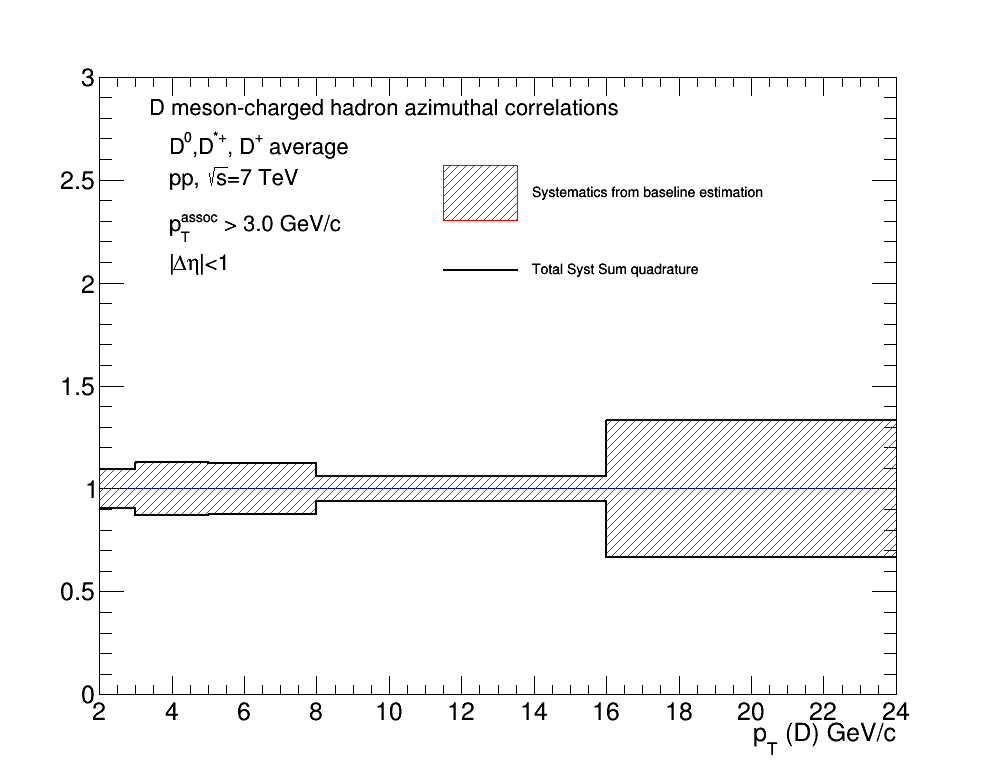 D meson-charged hadron azimuthal correlations
D⁰,D*⁺, D⁺ average
pp, √s=7 TeV
p_T^assoc > 3.0 GeV/c
|Δη|<1
Systematics from baseline estimation
Total Syst Sum quadrature
3
2.5
2
1.5
1
0.5
0
2 4 6 8 10 12 14 16 18 20 22 24
p_T (D) GeV/c